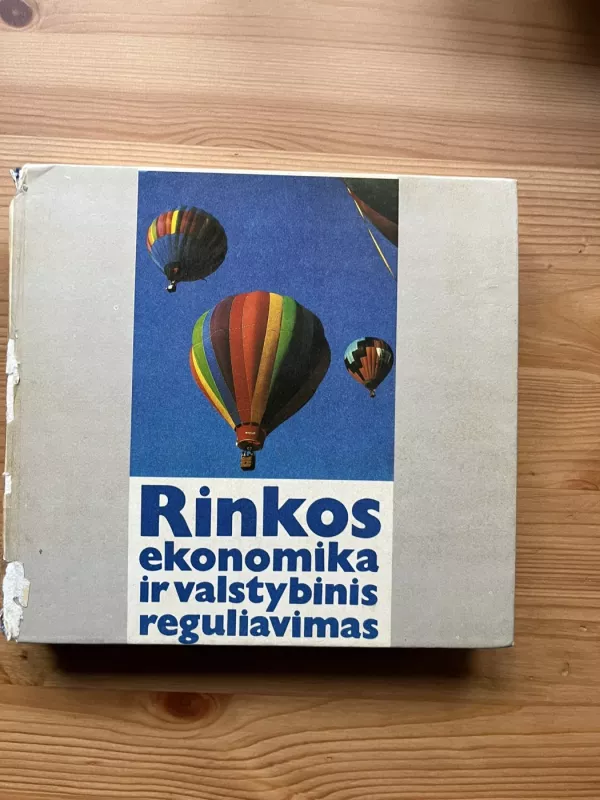 Rinkos
ekonomika
ir valstybinis
reguliavimas